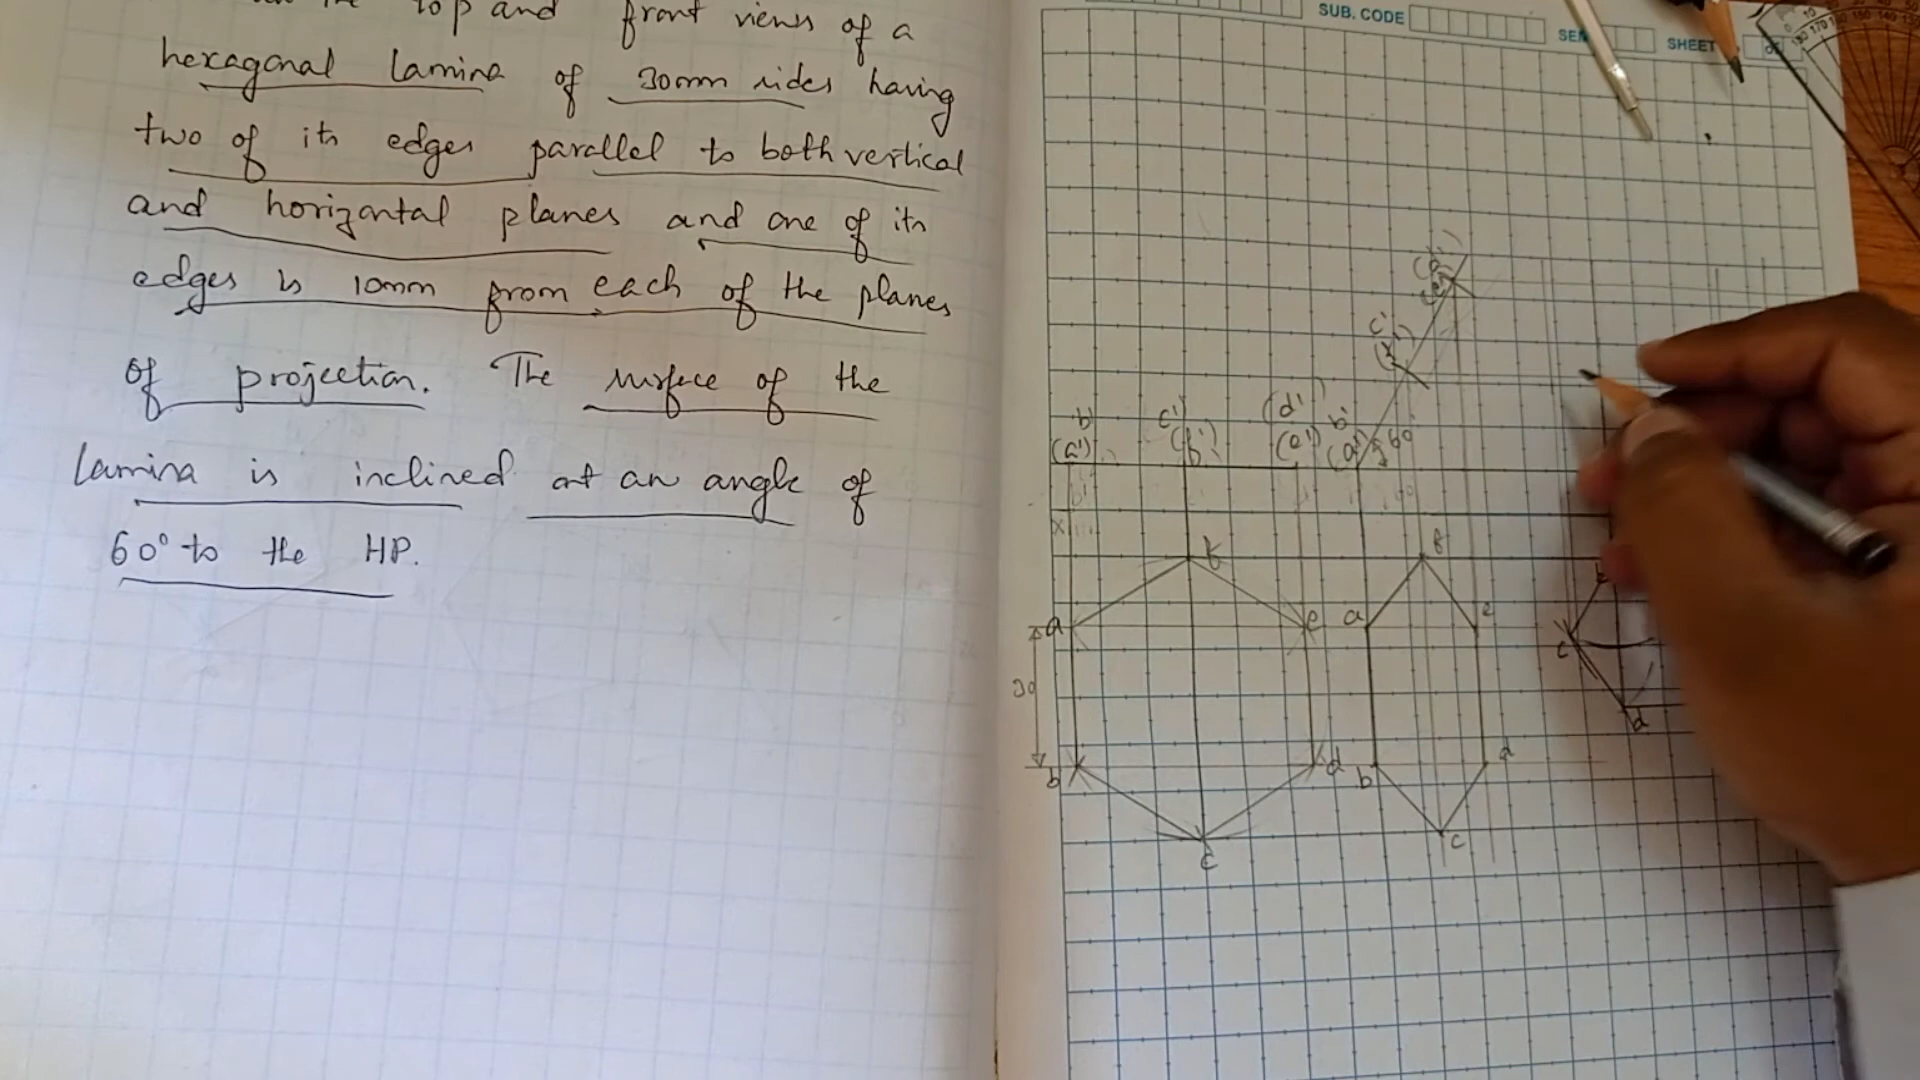 top and front views of a
hexagonal lamina of 30mm sides having
two of its edges parallel to both vertical
and horizontal planes and one of its
edges is 10mm from each of the planes
of projection. The surface of the
lamina is inclined at an angle of
60° to the HP.
SUB. CODE
SEM
SHEET
b' c' (d') b' c'
(a') (e') (a') 60
X
f f
a e a e
30
b d b d
c c
c
d